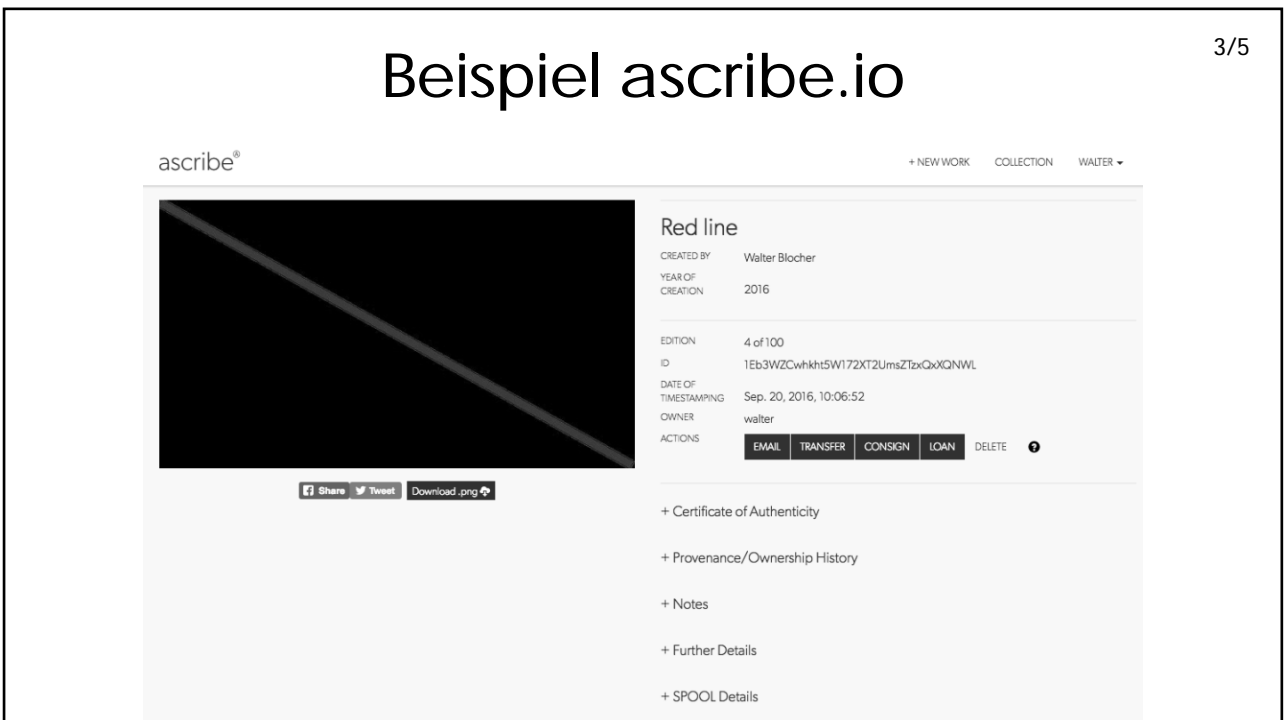 3/5
Beispiel ascribe.io
ascribe®
+ NEW WORK COLLECTION WALTER
Red line
CREATED BY Walter Blocher
YEAR OF
CREATION 2016
EDITION 4 of 100
ID 1Eb3WZCwhkht5W172XT2UmsZTzxQxXQNWL
DATE OF
TIMESTAMPING Sep. 20, 2016, 10:06:52
OWNER walter
ACTIONS EMAIL TRANSFER CONSIGN LOAN DELETE ?
Share Tweet Download .png
+ Certificate of Authenticity
+ Provenance/Ownership History
+ Notes
+ Further Details
+ SPOOL Details